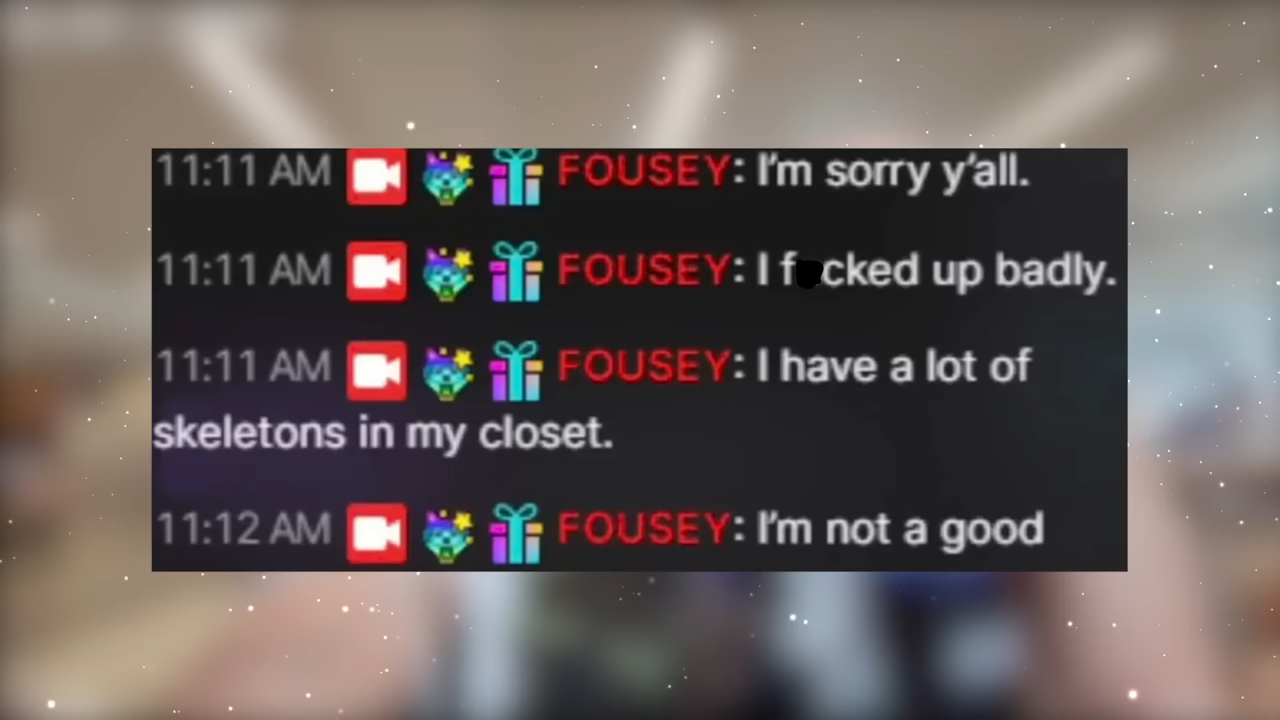 11:11 AM FOUSEY: I'm sorry y'all.
11:11 AM FOUSEY: I f cked up badly.
11:11 AM FOUSEY: I have a lot of
skeletons in my closet.
11:12 AM FOUSEY: I'm not a good